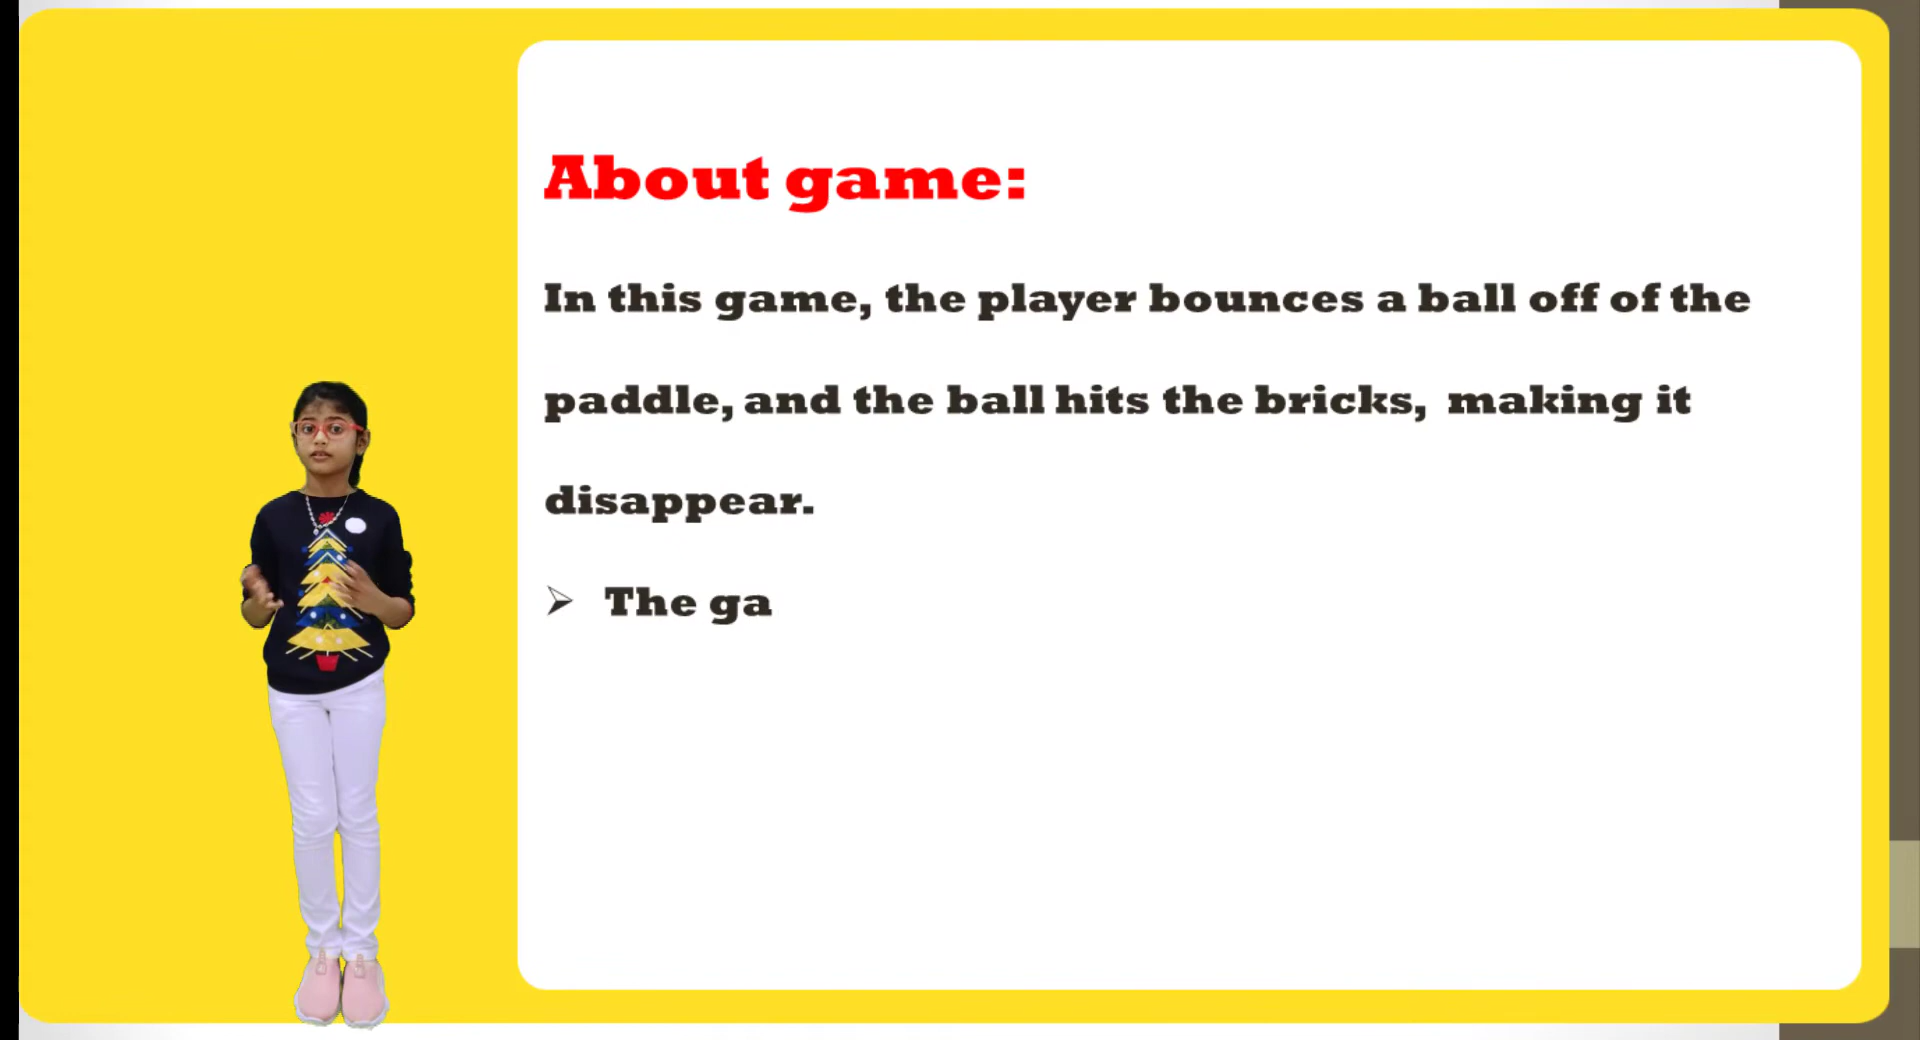 About game:
In this game, the player bounces a ball off of the
paddle, and the ball hits the bricks, making it
disappear.
➢ The ga